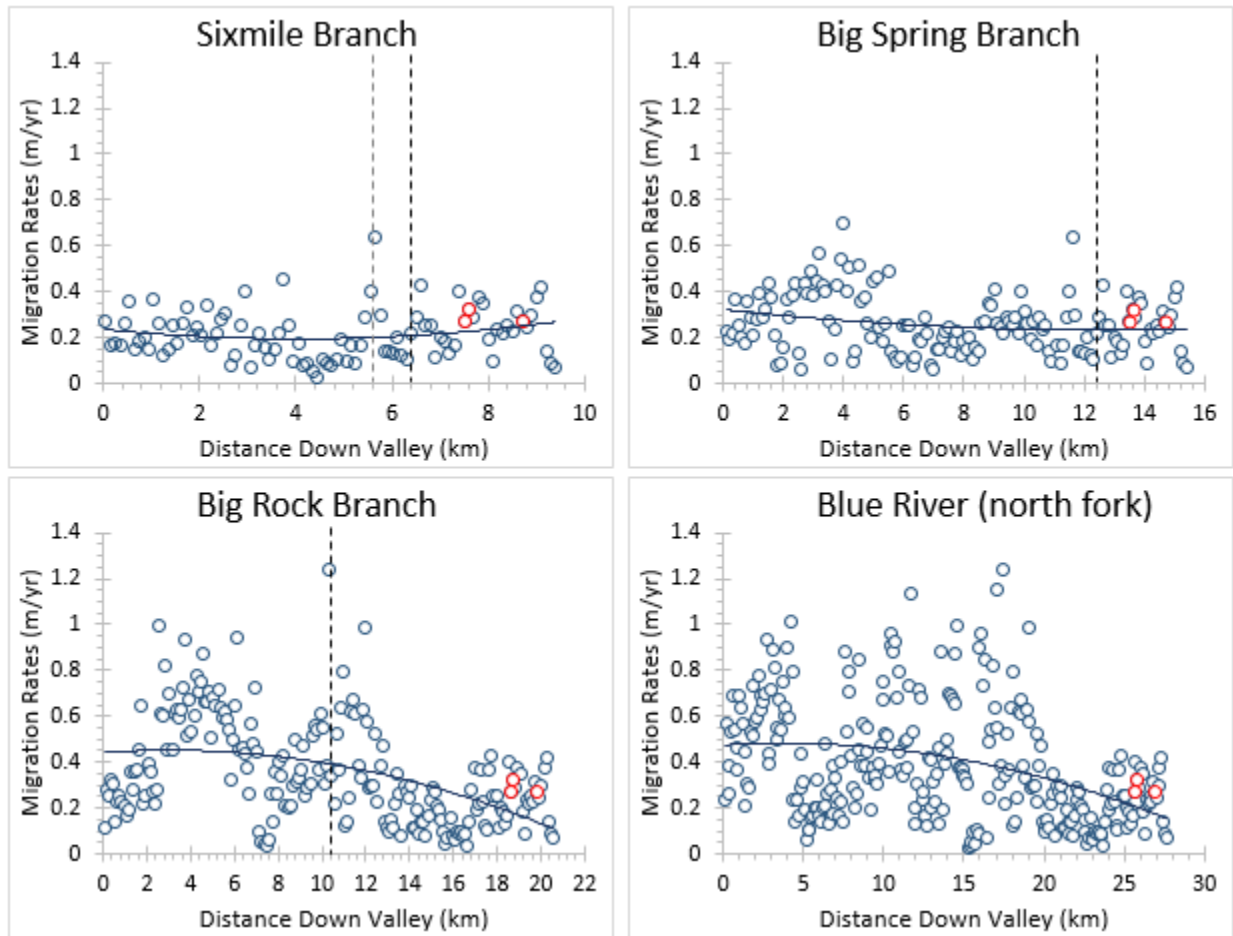 Sixmile Branch
1.4
1.2
1
0.8
0.6
0.4
0.2
0
Migration Rates (m/yr)
0 2 4 6 8 10
Distance Down Valley (km)
Big Spring Branch
1.4
1.2
1
0.8
0.6
0.4
0.2
0
Migration Rates (m/yr)
0 2 4 6 8 10 12 14 16
Distance Down Valley (km)
Big Rock Branch
1.4
1.2
1
0.8
0.6
0.4
0.2
0
Migration Rates (m/yr)
0 2 4 6 8 10 12 14 16 18 20 22
Distance Down Valley (km)
Blue River (north fork)
1.4
1.2
1
0.8
0.6
0.4
0.2
0
Migration Rates (m/yr)
0 5 10 15 20 25 30
Distance Down Valley (km)